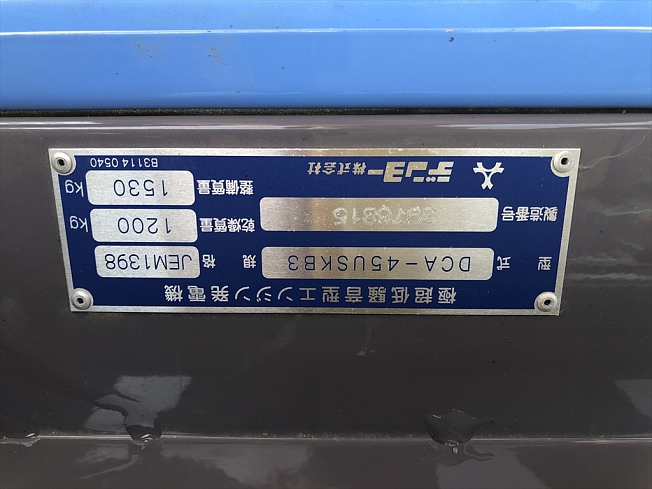 極超低騒音型エンジン発電機
型式 DCA-45USKB3 規格 JEM1398
製造番号 乾燥質量 1200 kg
整備質量 1530 kg
デンヨー株式会社
B31140540